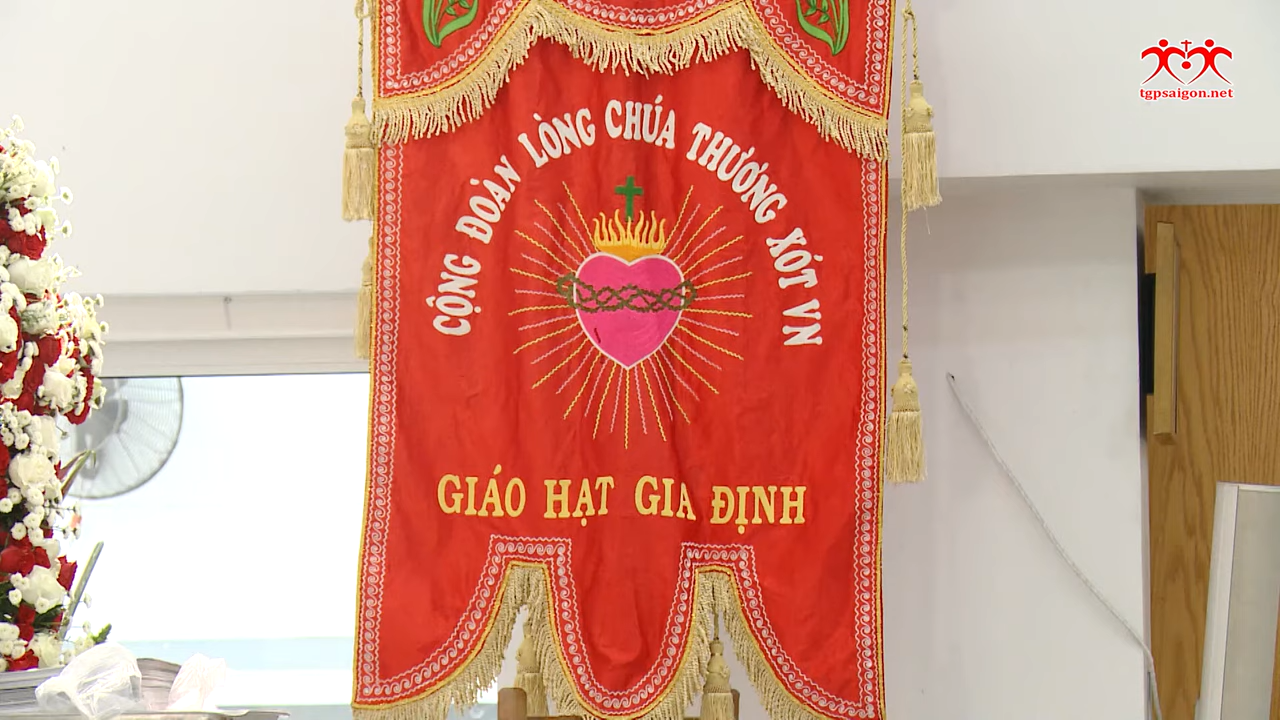 tgpsaigon.net
CỘNG ĐOÀN LÒNG CHÚA THƯƠNG XÓT VN
GIÁO HẠT GIA ĐỊNH